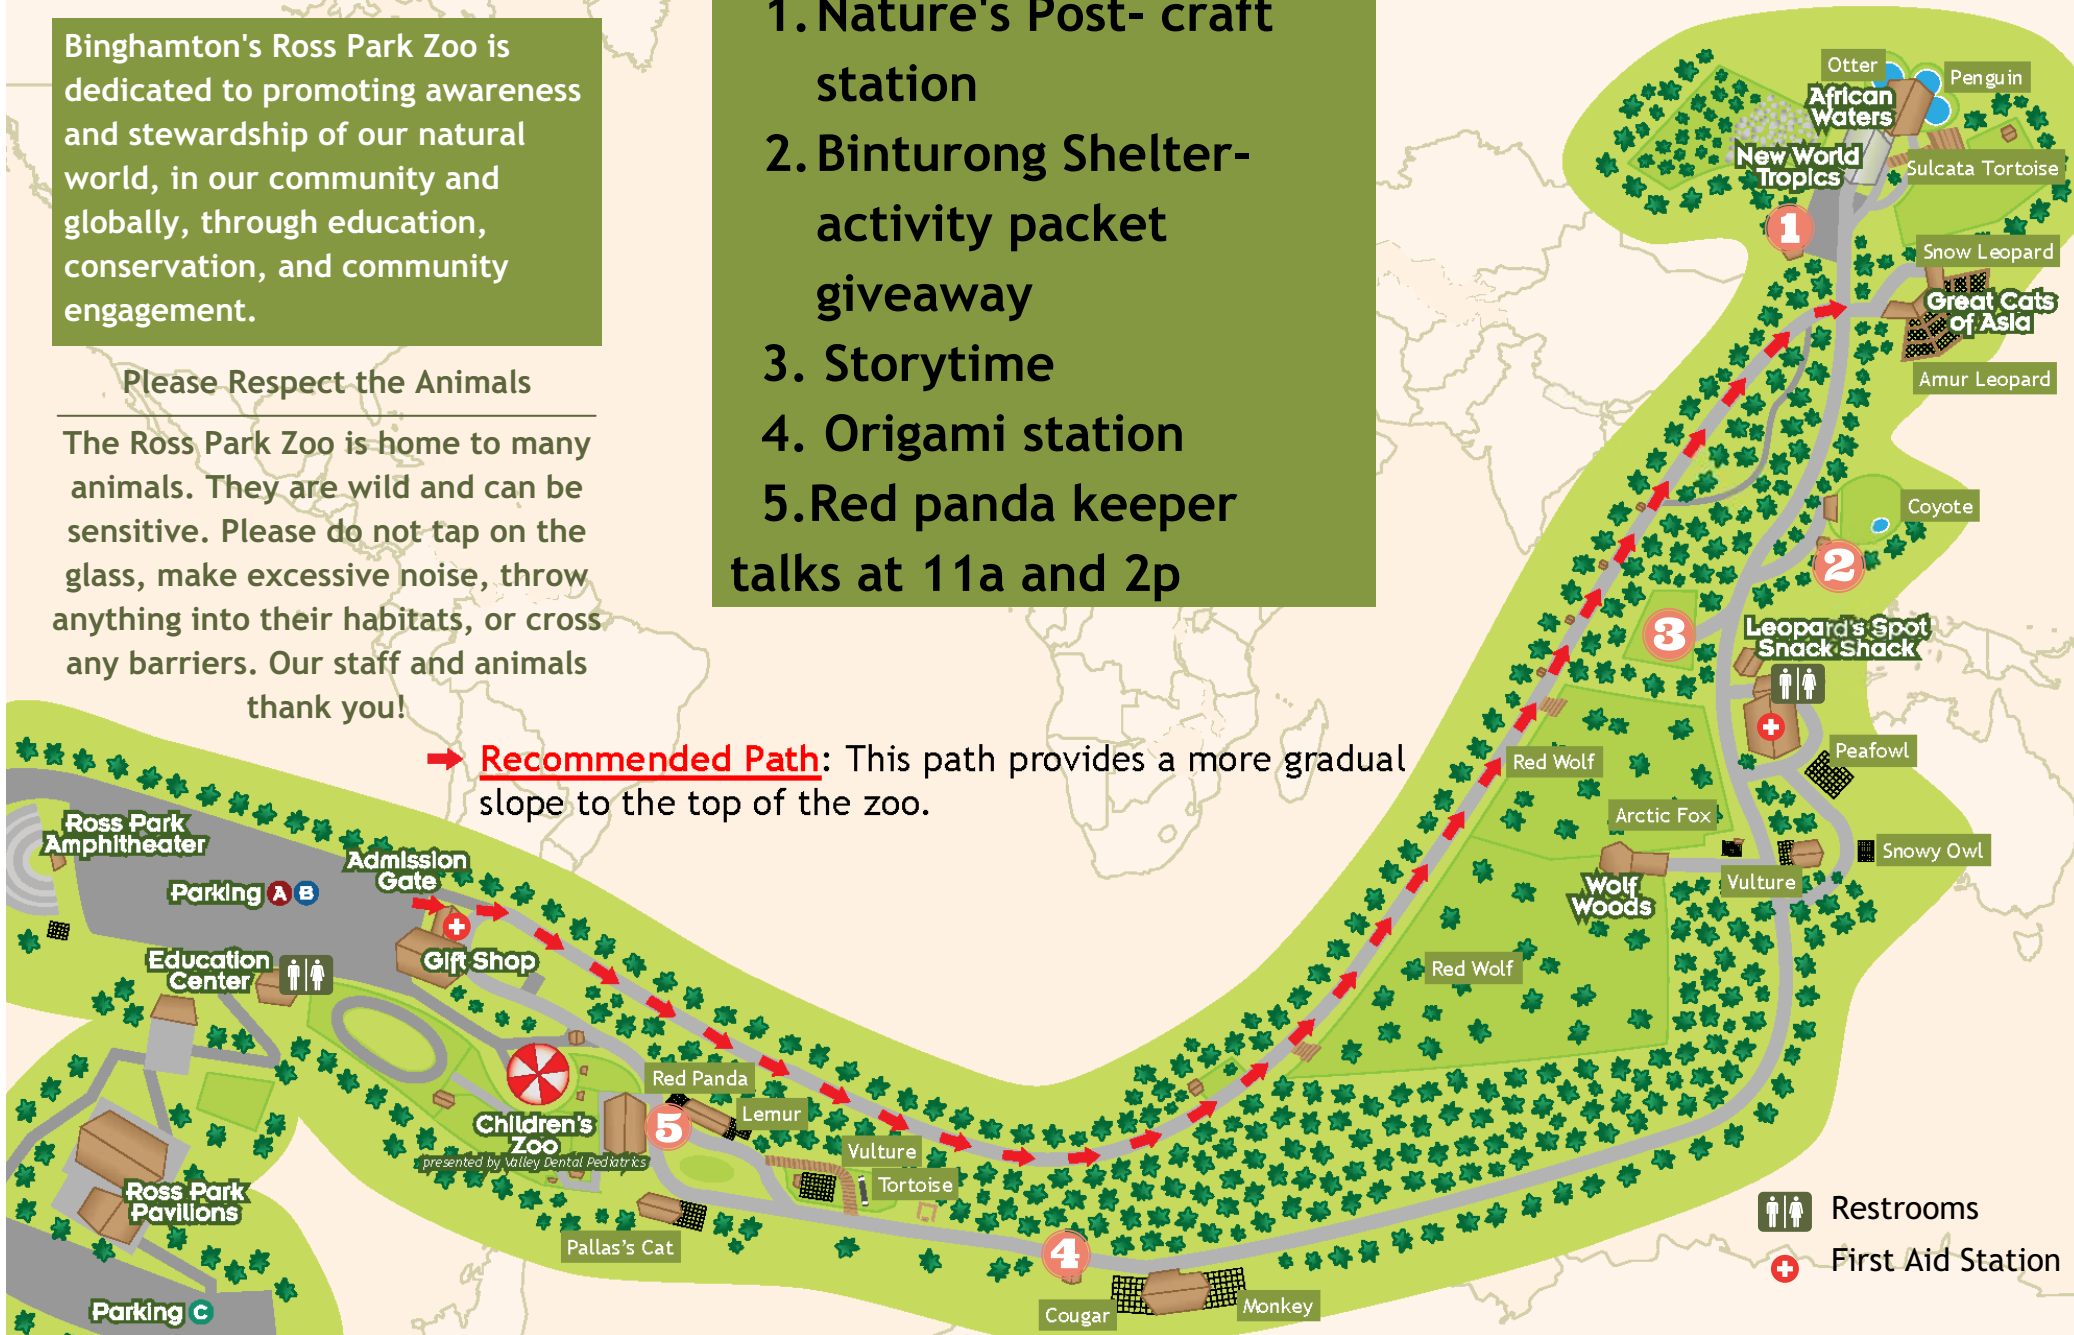 Binghamton's Ross Park Zoo is
dedicated to promoting awareness
and stewardship of our natural
world, in our community and
globally, through education,
conservation, and community
engagement.
Please Respect the Animals
The Ross Park Zoo is home to many
animals. They are wild and can be
sensitive. Please do not tap on the
glass, make excessive noise, throw
anything into their habitats, or cross
any barriers. Our staff and animals
thank you!
1. Nature's Post- craft
station
2. Binturong Shelter-
activity packet
giveaway
3. Storytime
4. Origami station
5.Red panda keeper
talks at 11a and 2p
Recommended Path: This path provides a more gradual
slope to the top of the zoo.
Otter
Penguin
African
Waters
New World
Tropics
Sulcata Tortoise
1
Snow Leopard
Great Cats
of Asia
Amur Leopard
Coyote
2
3
Leopard's Spot
Snack Shack
Peafowl
Red Wolf
Arctic Fox
Snowy Owl
Vulture
Wolf
Woods
Red Wolf
Ross Park
Amphitheater
Admission
Gate
Parking A B
Education
Center
Gift Shop
Red Panda
Lemur
5
Children's
Zoo
presented by Valley Dental Pediatrics
Vulture
Tortoise
Ross Park
Pavilions
Pallas's Cat
4
Cougar
Monkey
Parking C
Restrooms
First Aid Station